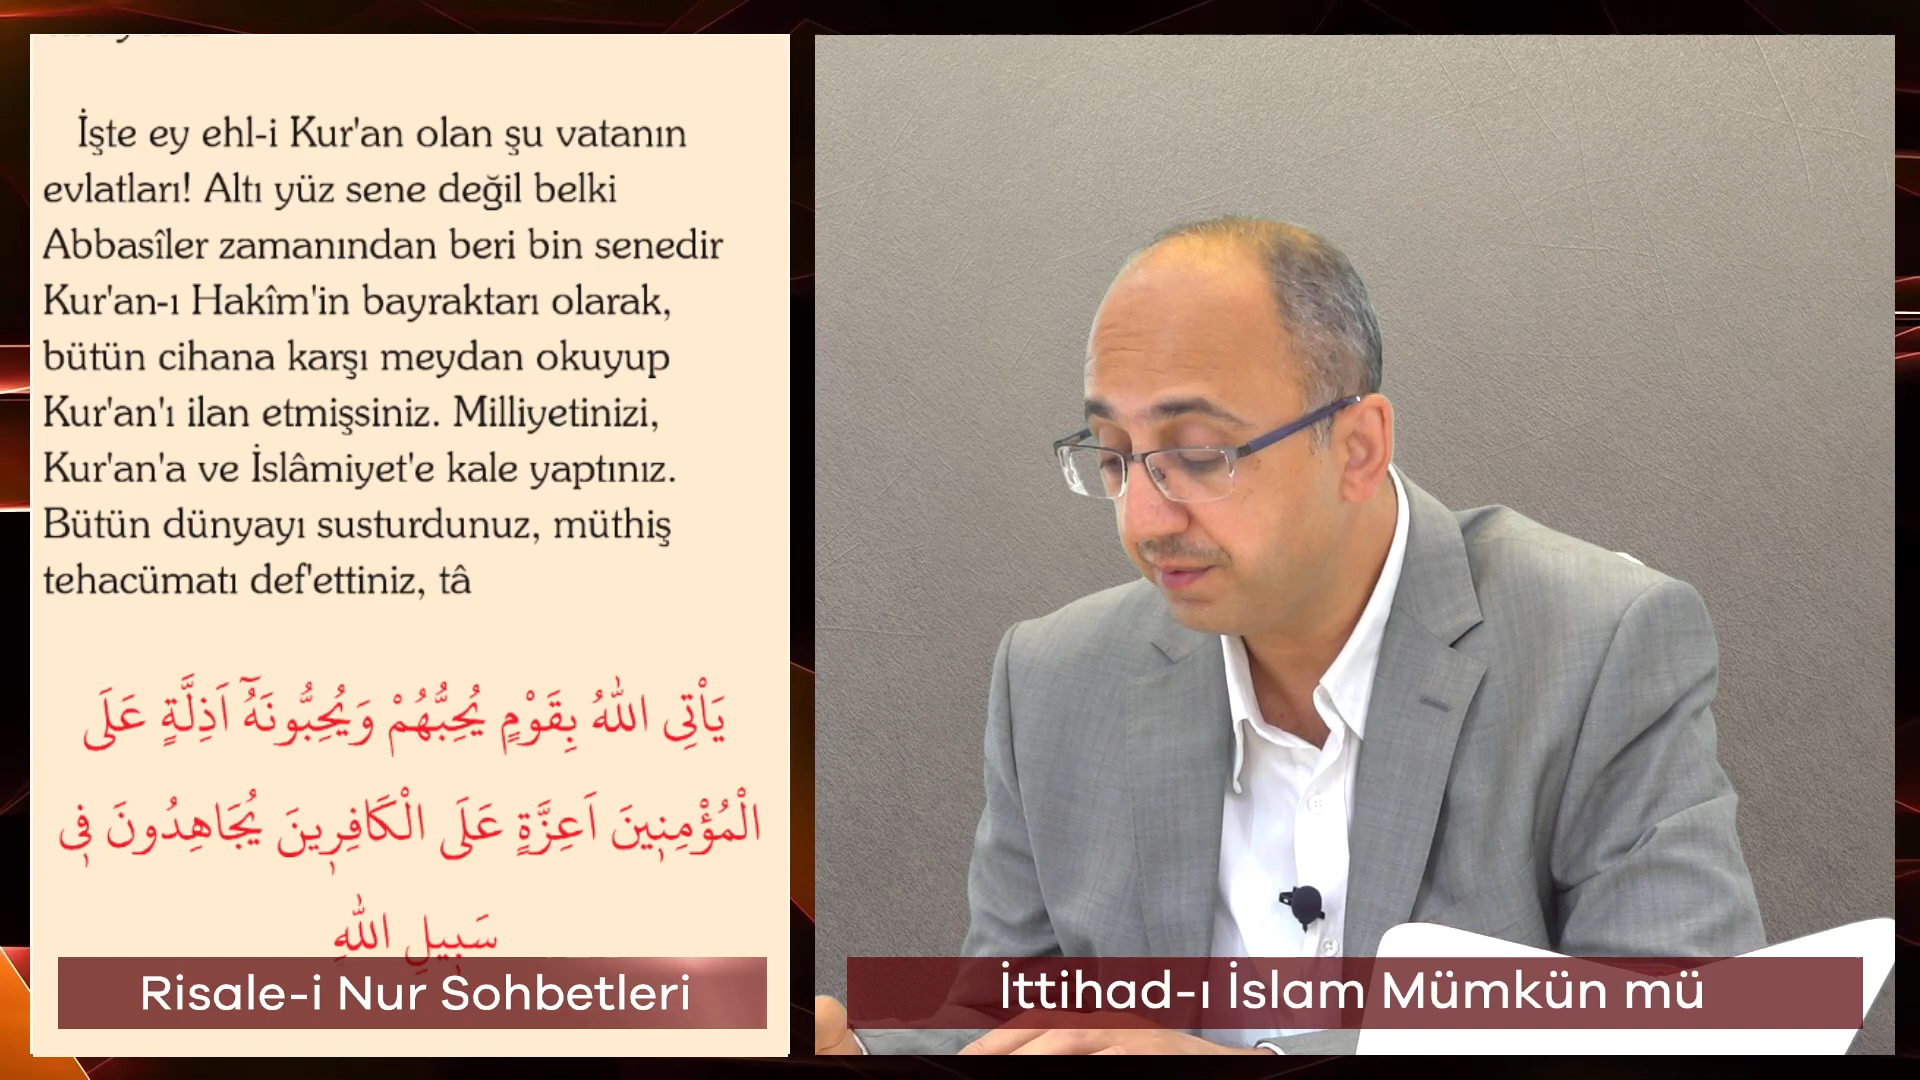 İşte ey ehl-i Kur'an olan şu vatanın
evlatları! Altı yüz sene değil belki
Abbasîler zamanından beri bin senedir
Kur'an-ı Hakîm'in bayraktarı olarak,
bütün cihana karşı meydan okuyup
Kur'an'ı ilan etmişsiniz. Milliyetinizi,
Kur'an'a ve İslâmiyet'e kale yaptınız.
Bütün dünyayı susturdunuz, müthiş
tehacümatı def'ettiniz, tâ
يَاْتِى اللّٰهُ بِقَوْمٍ يُحِبُّهُمْ وَيُحِبُّونَهُٓ اَذِلَّةٍ عَلَى
الْمُؤْمِنٖينَ اَعِزَّةٍ عَلَى الْكَافِرٖينَ يُجَاهِدُونَ فٖى
سَبٖيلِ اللّٰهِ
Risale-i Nur Sohbetleri
İttihad-ı İslam Mümkün mü